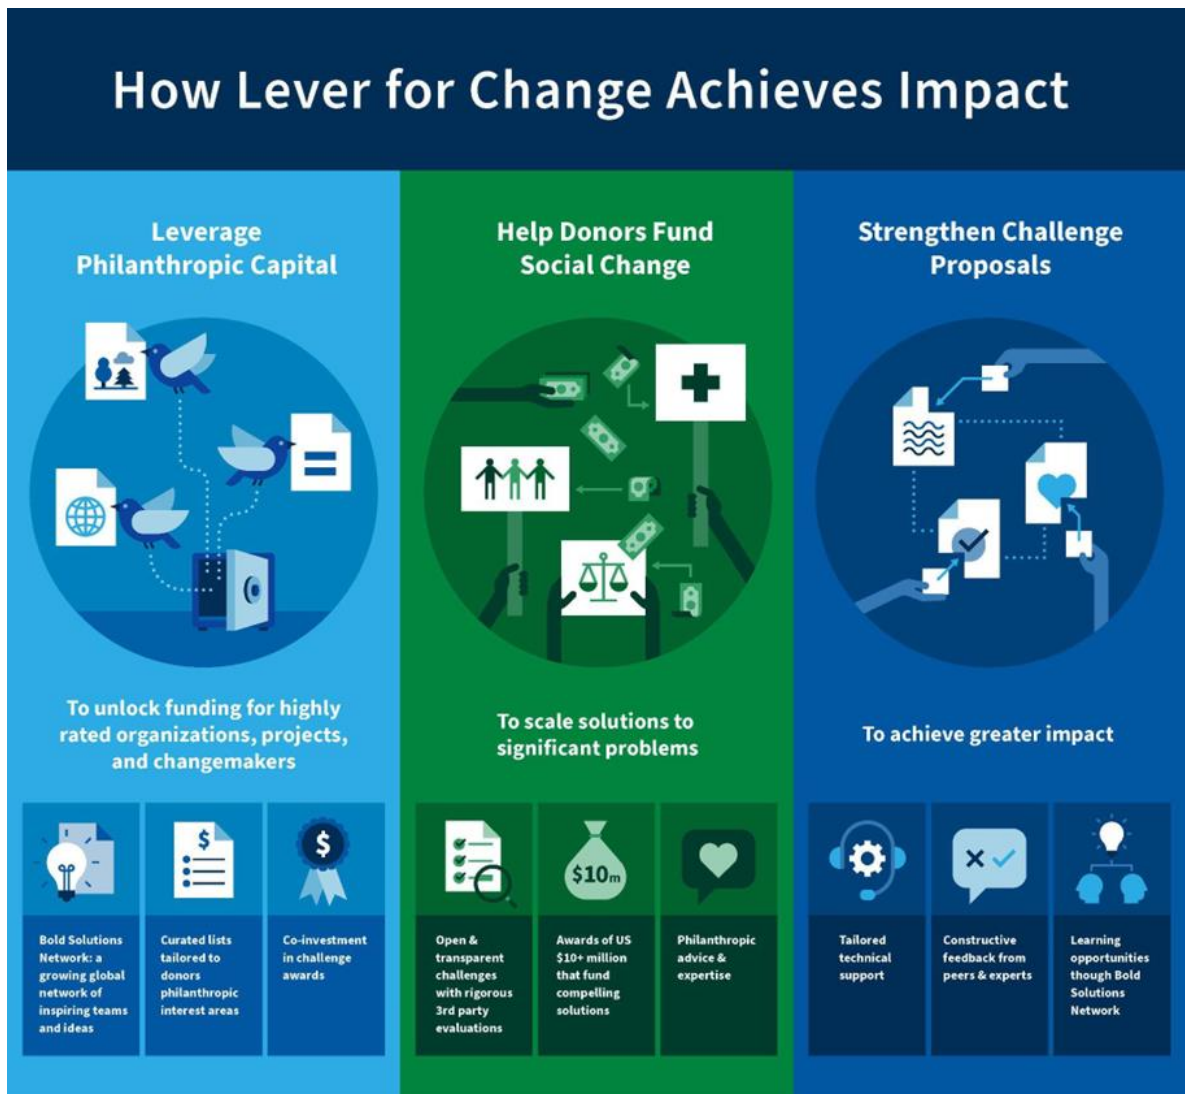 How Lever for Change Achieves Impact
Leverage
Philanthropic Capital
To unlock funding for highly
rated organizations, projects,
and changemakers
Bold Solutions
Network: a
growing global
network of
inspiring teams
and ideas
$
Curated lists
tailored to
donors
philanthropic
interest areas
$
Co-investment
in challenge
awards
Help Donors Fund
Social Change
To scale solutions to
significant problems
Open &
transparent
challenges
with rigorous
3rd party
evaluations
$10m
Awards of US
$10+ million
that fund
compelling
solutions
Philanthropic
advice &
expertise
Strengthen Challenge
Proposals
To achieve greater impact
Tailored
technical
support
Constructive
feedback from
peers & experts
Learning
opportunities
though Bold
Solutions
Network